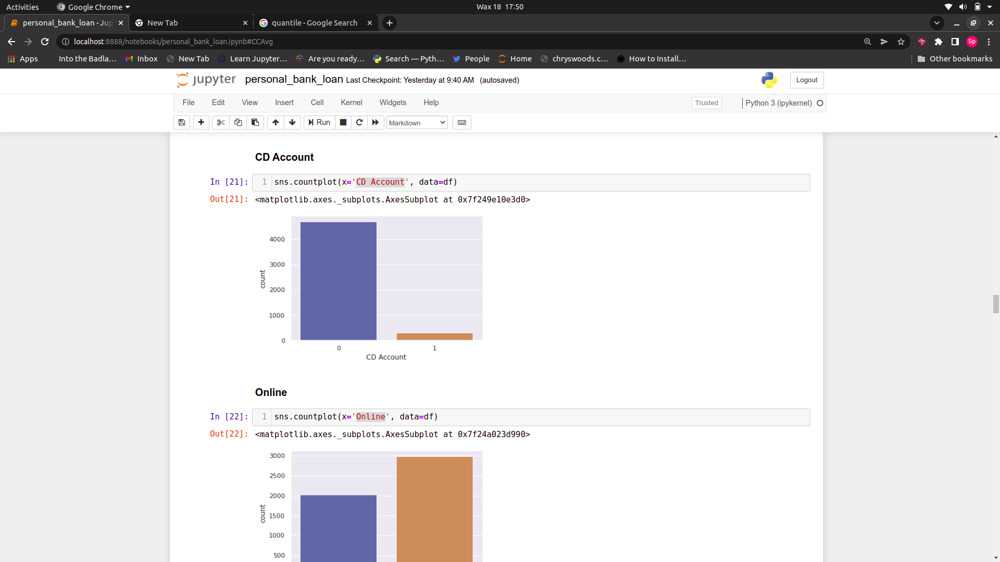 Activities Google Chrome Wax 18 17:50
personal_bank_loan - Jup New Tab quantile - Google Search
localhost:8888/notebooks/personal_bank_loan.ipynb#CCAvg Sp
Apps Into the Badla… Inbox New Tab Learn Jupyter… Are you ready… Search — Pyth… People Home chryswoods.c… How to Install… Other bookmarks
jupyter personal_bank_loan Last Checkpoint: Yesterday at 9:40 AM (autosaved) Logout
File Edit View Insert Cell Kernel Widgets Help Trusted Python 3 (ipykernel)
Run Markdown
CD Account
In [21]: 1 sns.countplot(x='CD Account', data=df)
Out[21]: <matplotlib.axes._subplots.AxesSubplot at 0x7f249e10e3d0>
4000
3000
count
2000
1000
0
0 1
CD Account
Online
In [22]: 1 sns.countplot(x='Online', data=df)
Out[22]: <matplotlib.axes._subplots.AxesSubplot at 0x7f24a023d990>
3000
2500
2000
count
1500
1000
500